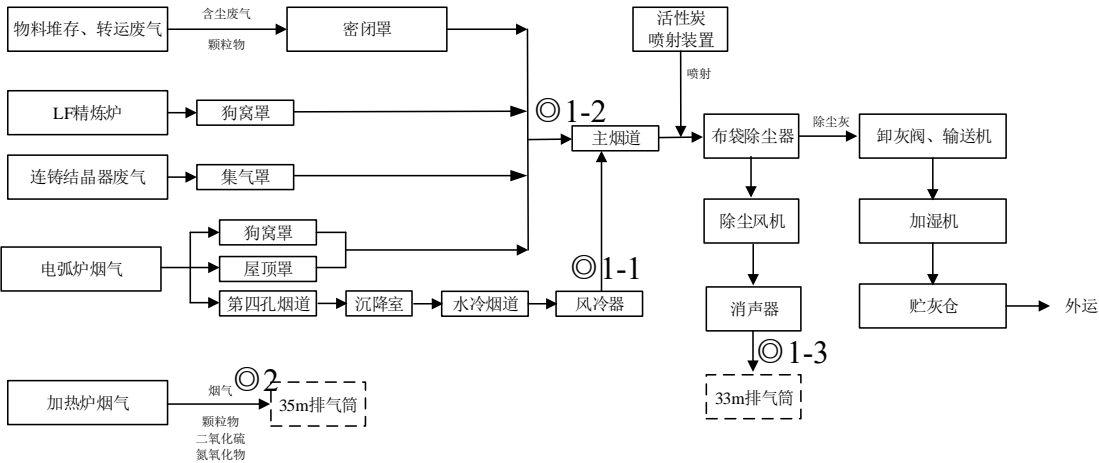 物料堆存、转运废气
含尘废气
颗粒物
密闭罩
活性炭
喷射装置
喷射
LF精炼炉
狗窝罩
◎1-2
主烟道
布袋除尘器
除尘灰
卸灰阀、输送机
连铸结晶器废气
集气罩
狗窝罩
除尘风机
加湿机
电弧炉烟气
屋顶罩
◎1-1
第四孔烟道
沉降室
水冷烟道
风冷器
消声器
贮灰仓
外运
◎1-3
加热炉烟气
烟气
◎2
颗粒物
二氧化硫
氮氧化物
35m排气筒
33m排气筒